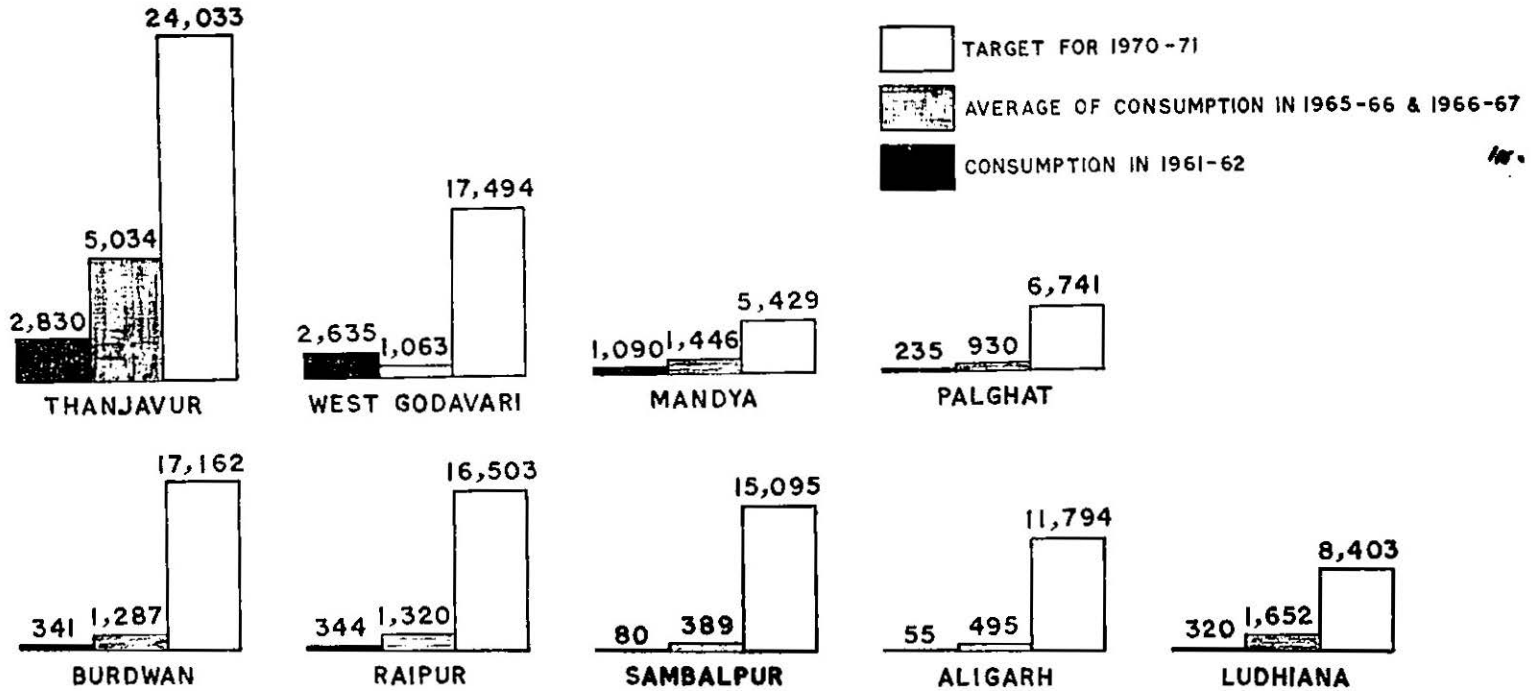 24,033
TARGET FOR 1970-71
AVERAGE OF CONSUMPTION IN 1965-66 & 1966-67
CONSUMPTION IN 1961-62
5,034
2,830
THANJAVUR
17,494
2,635
1,063
WEST GODAVARI
5,429
1,090
1,446
MANDYA
6,741
235
930
PALGHAT
17,162
341
1,287
BURDWAN
16,503
344
1,320
RAIPUR
15,095
80
389
SAMBALPUR
11,794
55
495
ALIGARH
8,403
320
1,652
LUDHIANA